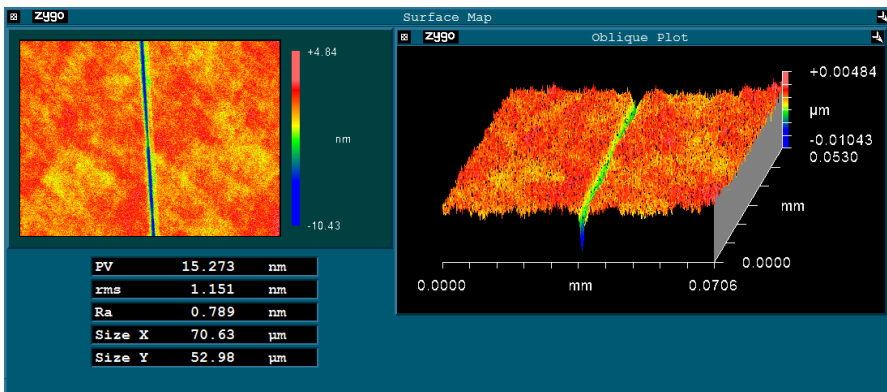 zygo Surface Map
+4.84
nm
-10.43
zygo Oblique Plot
+0.00484
µm
-0.01043
0.0530
mm
0.0000
0.0000 mm 0.0706
PV 15.273 nm
rms 1.151 nm
Ra 0.789 nm
Size X 70.63 µm
Size Y 52.98 µm